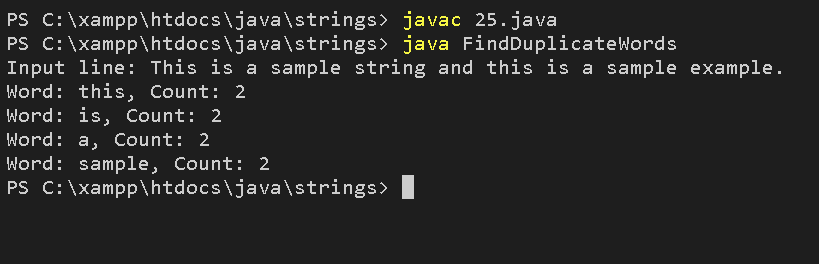 PS C:\xampp\htdocs\java\strings> javac 25.java
PS C:\xampp\htdocs\java\strings> java FindDuplicateWords
Input line: This is a sample string and this is a sample example.
Word: this, Count: 2
Word: is, Count: 2
Word: a, Count: 2
Word: sample, Count: 2
PS C:\xampp\htdocs\java\strings>